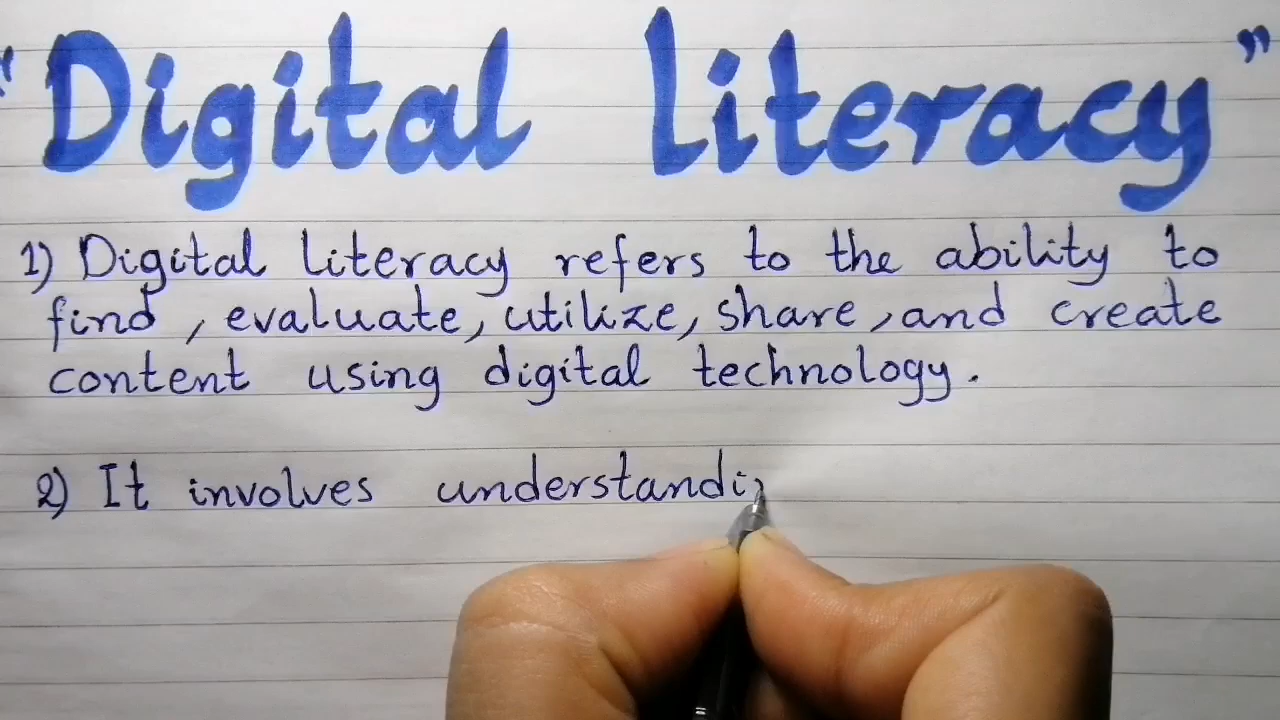 "Digital literacy"
1) Digital literacy refers to the ability to
find, evaluate, utilize, share, and create
content using digital technology.
2) It involves understandi